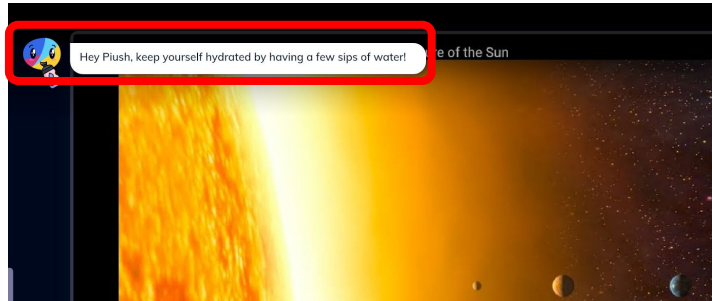 Hey Piush, keep yourself hydrated by having a few sips of water!
re of the Sun